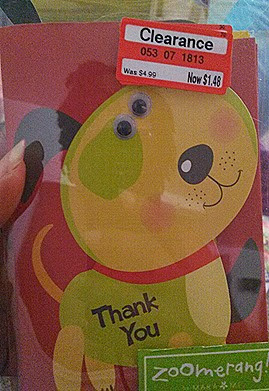 Clearance
053 07 1813
Was $4.99
Now $1.48
Thank
You
zoomerang!